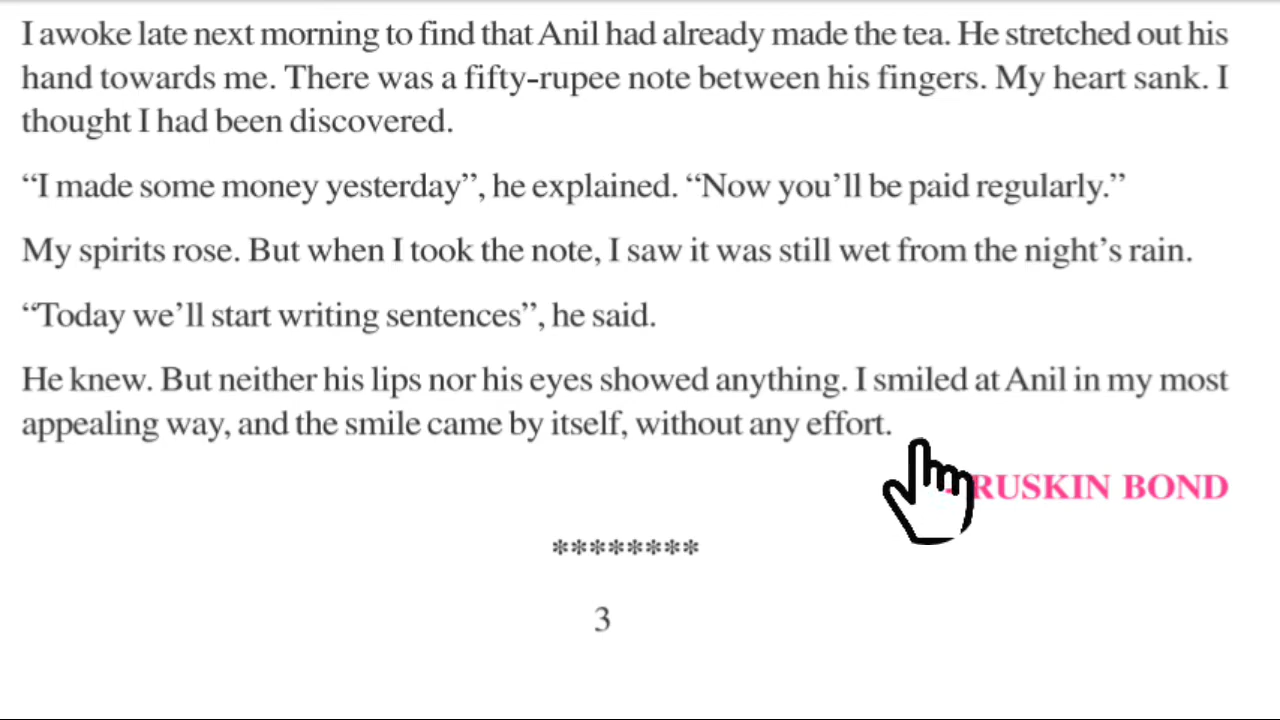 I awoke late next morning to find that Anil had already made the tea. He stretched out his
hand towards me. There was a fifty-rupee note between his fingers. My heart sank. I
thought I had been discovered.
“I made some money yesterday”, he explained. “Now you’ll be paid regularly.”
My spirits rose. But when I took the note, I saw it was still wet from the night’s rain.
“Today we’ll start writing sentences”, he said.
He knew. But neither his lips nor his eyes showed anything. I smiled at Anil in my most
appealing way, and the smile came by itself, without any effort.
- RUSKIN BOND
********
3